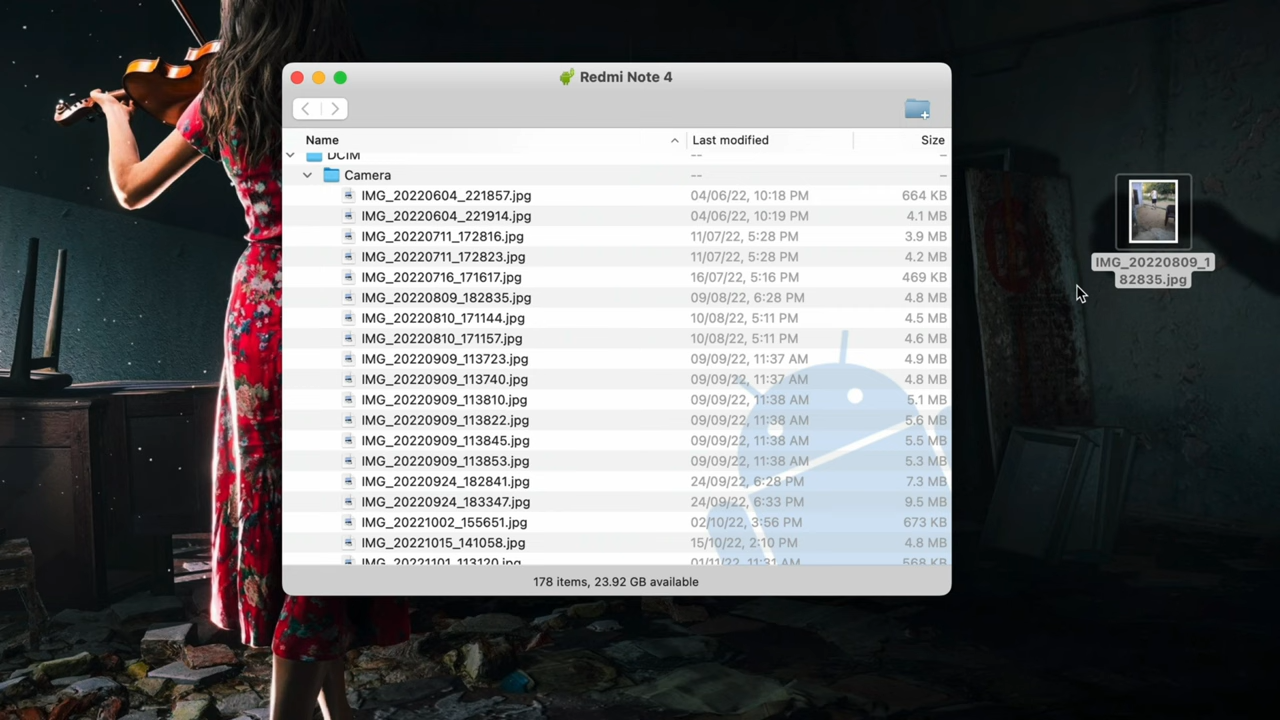 Redmi Note 4
Name Last modified Size
DCIM -- --
Camera -- --
IMG_20220604_221857.jpg 04/06/22, 10:18 PM 664 KB
IMG_20220604_221914.jpg 04/06/22, 10:19 PM 4.1 MB
IMG_20220711_172816.jpg 11/07/22, 5:28 PM 3.9 MB
IMG_20220711_172823.jpg 11/07/22, 5:28 PM 4.2 MB
IMG_20220716_171617.jpg 16/07/22, 5:16 PM 469 KB
IMG_20220809_182835.jpg 09/08/22, 6:28 PM 4.8 MB
IMG_20220810_171144.jpg 10/08/22, 5:11 PM 4.5 MB
IMG_20220810_171157.jpg 10/08/22, 5:11 PM 4.6 MB
IMG_20220909_113723.jpg 09/09/22, 11:37 AM 4.9 MB
IMG_20220909_113740.jpg 09/09/22, 11:37 AM 4.8 MB
IMG_20220909_113810.jpg 09/09/22, 11:38 AM 5.1 MB
IMG_20220909_113822.jpg 09/09/22, 11:38 AM 5.6 MB
IMG_20220909_113845.jpg 09/09/22, 11:38 AM 5.5 MB
IMG_20220909_113853.jpg 09/09/22, 11:38 AM 5.3 MB
IMG_20220924_182841.jpg 24/09/22, 6:28 PM 7.3 MB
IMG_20220924_183347.jpg 24/09/22, 6:33 PM 9.5 MB
IMG_20221002_155651.jpg 02/10/22, 3:56 PM 673 KB
IMG_20221015_141058.jpg 15/10/22, 2:10 PM 4.8 MB
IMG_20221101_113120.jpg 01/11/22, 11:31 AM 568 KB
178 items, 23.92 GB available
IMG_20220809_1
82835.jpg